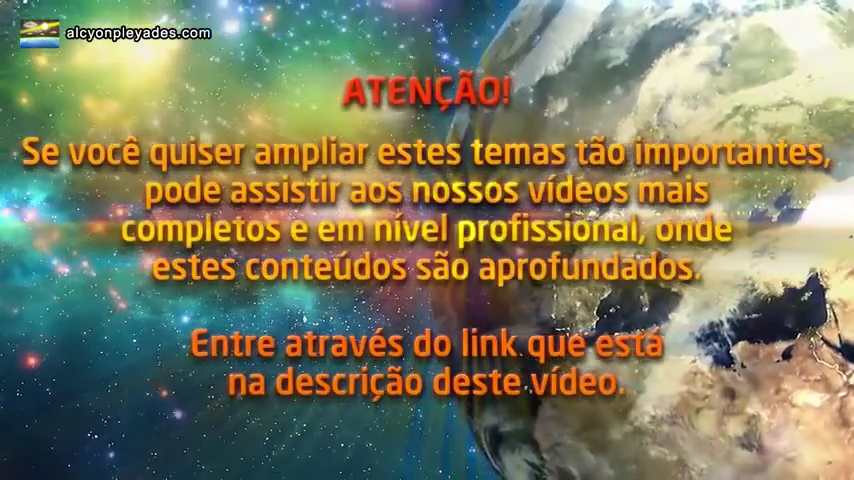 alcyonpleyades.com
ATENÇÃO!
Se você quiser ampliar estes temas tão importantes,
pode assistir aos nossos vídeos mais
completos e em nível profissional, onde
estes conteúdos são aprofundados.
Entre através do link que está
na descrição deste vídeo.